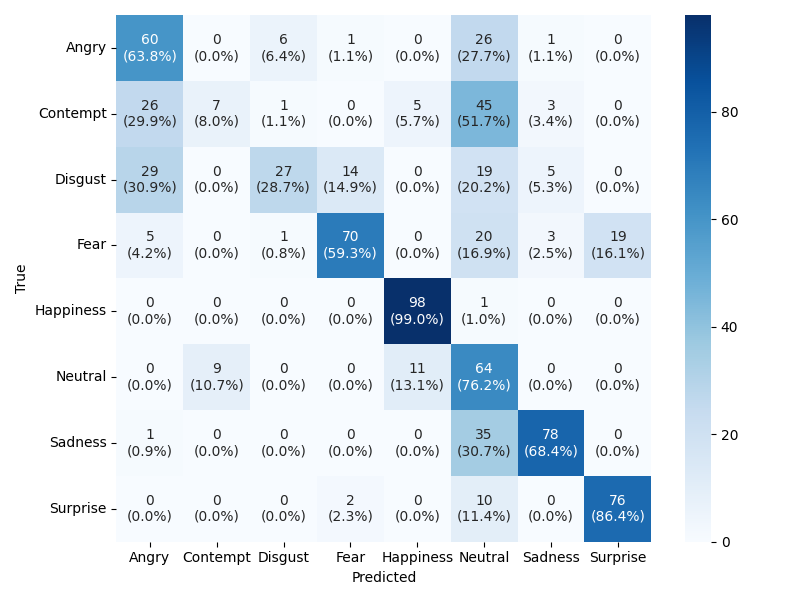 Angry 60 0 6 1 0 26 1 0
(63.8%) (0.0%) (6.4%) (1.1%) (0.0%) (27.7%) (1.1%) (0.0%)
Contempt 26 7 1 0 5 45 3 0
(29.9%) (8.0%) (1.1%) (0.0%) (5.7%) (51.7%) (3.4%) (0.0%)
Disgust 29 0 27 14 0 19 5 0
(30.9%) (0.0%) (28.7%) (14.9%) (0.0%) (20.2%) (5.3%) (0.0%)
Fear 5 0 1 70 0 20 3 19
(4.2%) (0.0%) (0.8%) (59.3%) (0.0%) (16.9%) (2.5%) (16.1%)
Happiness 0 0 0 0 98 1 0 0
(0.0%) (0.0%) (0.0%) (0.0%) (99.0%) (1.0%) (0.0%) (0.0%)
Neutral 0 9 0 0 11 64 0 0
(0.0%) (10.7%) (0.0%) (0.0%) (13.1%) (76.2%) (0.0%) (0.0%)
Sadness 1 0 0 0 0 35 78 0
(0.9%) (0.0%) (0.0%) (0.0%) (0.0%) (30.7%) (68.4%) (0.0%)
Surprise 0 0 0 2 0 10 0 76
(0.0%) (0.0%) (0.0%) (2.3%) (0.0%) (11.4%) (0.0%) (86.4%)
Angry Contempt Disgust Fear Happiness Neutral Sadness Surprise
Predicted
True
80
60
40
20
0